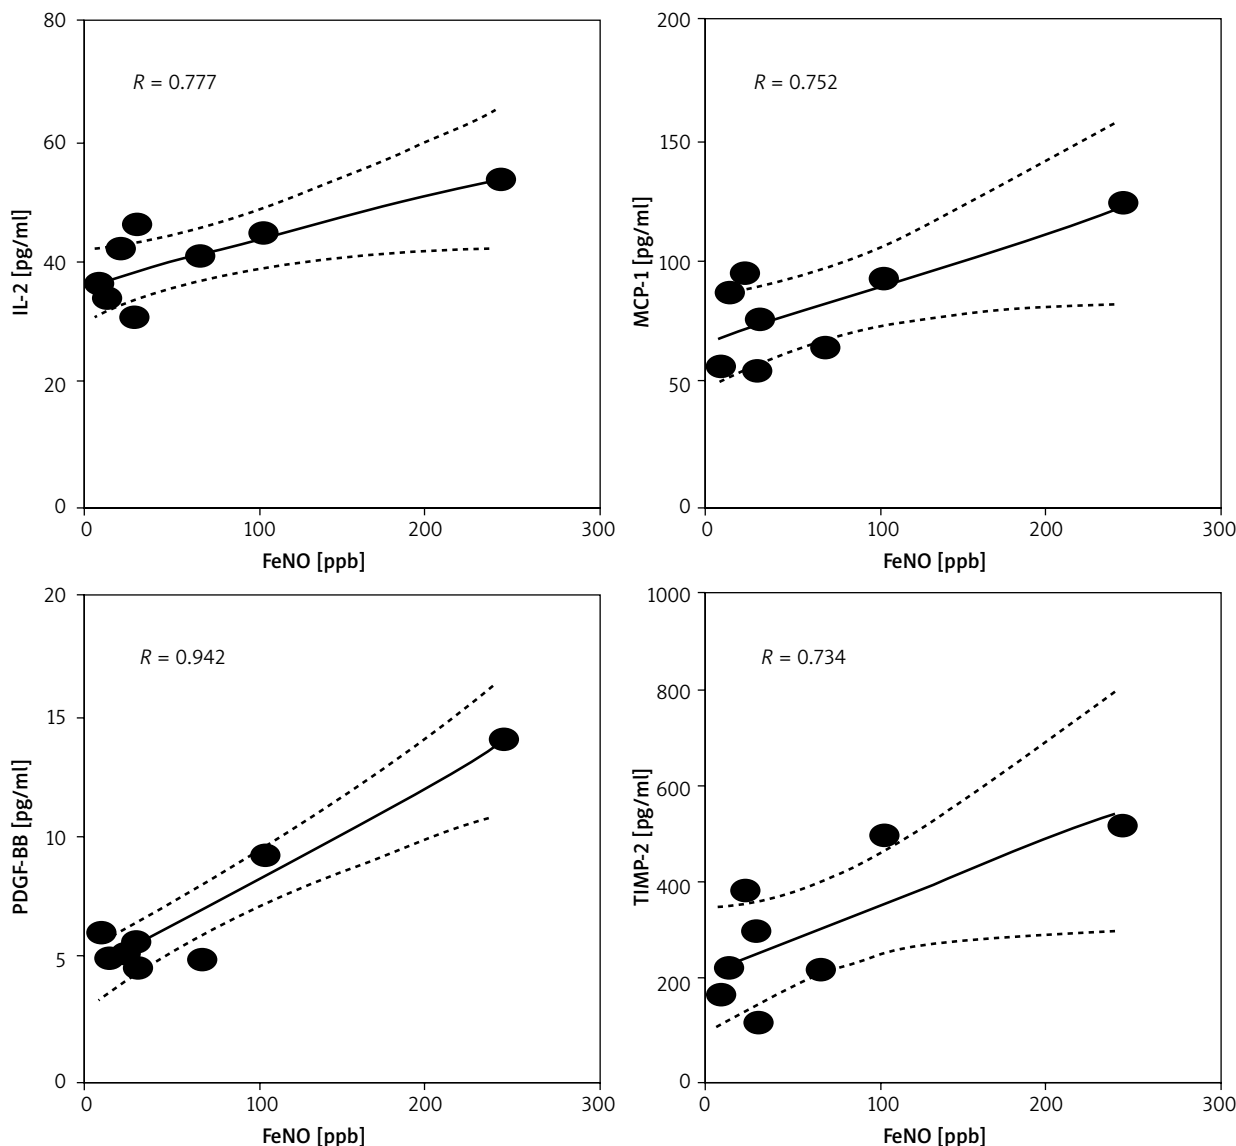 80
60
40
20
0
IL-2 [pg/ml]
R = 0.777
0 100 200 300
FeNO [ppb]
200
150
100
50
0
MCP-1 [pg/ml]
R = 0.752
0 100 200 300
FeNO [ppb]
20
15
10
5
0
PDGF-BB [pg/ml]
R = 0.942
0 100 200 300
FeNO [ppb]
1000
800
600
400
200
0
TIMP-2 [pg/ml]
R = 0.734
0 100 200 300
FeNO [ppb]